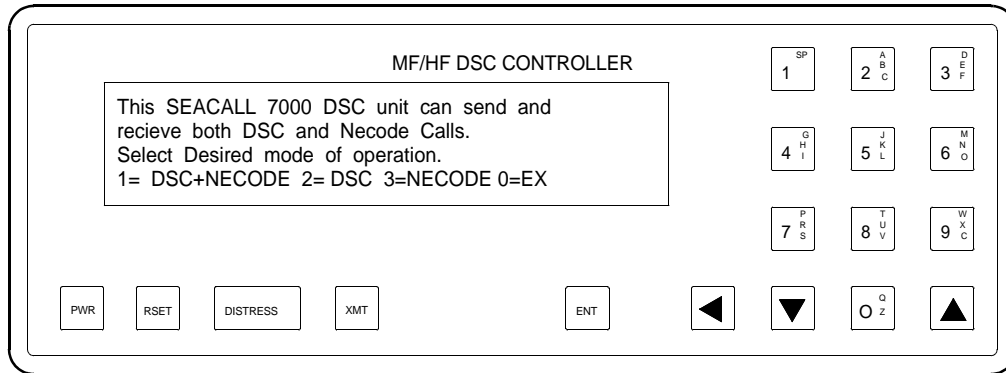 MF/HF DSC CONTROLLER
This SEACALL 7000 DSC unit can send and
recieve both DSC and Necode Calls.
Select Desired mode of operation.
1= DSC+NECODE 2= DSC 3=NECODE 0=EX
1 SP
2 A B C
3 D E F
4 G H I
5 J K L
6 M N O
7 P R S
8 T U V
9 W X C
PWR
RSET
DISTRESS
XMT
ENT
O Q Z